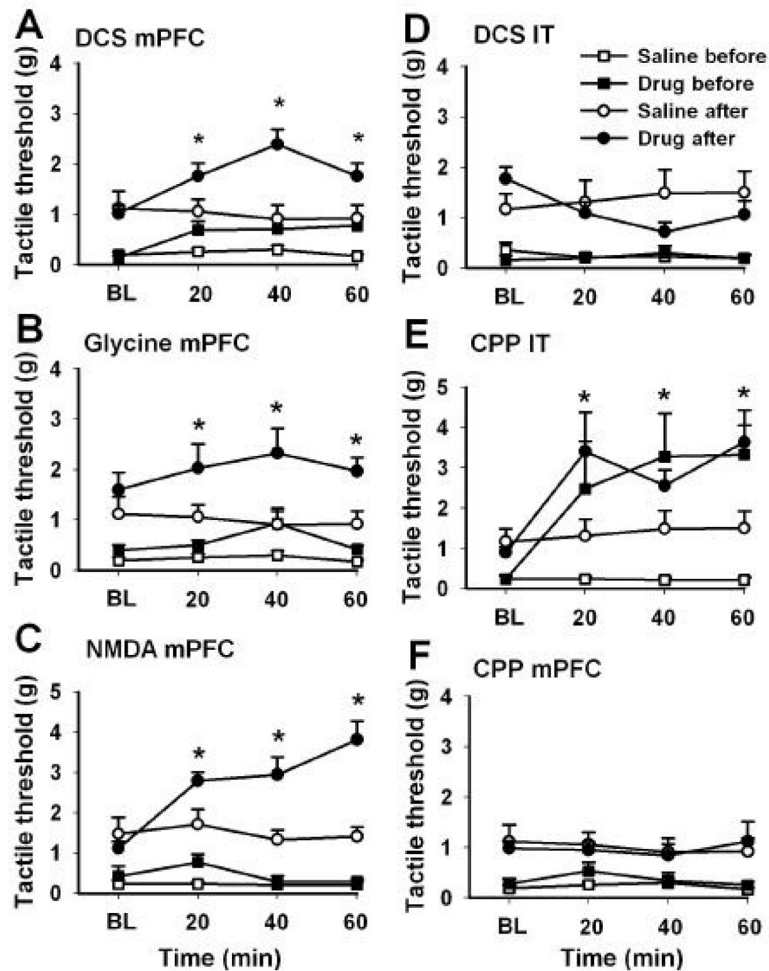 A
DCS mPFC
Tactile threshold (g)
4
3
2
1
0
*
*
*
BL 20 40 60
B
Glycine mPFC
Tactile threshold (g)
4
3
2
1
0
*
*
*
BL 20 40 60
C
NMDA mPFC
Tactile threshold (g)
5
4
3
2
1
0
*
*
*
BL 20 40 60
Time (min)
D
DCS IT
Saline before
Drug before
Saline after
Drug after
Tactile threshold (g)
4
3
2
1
0
BL 20 40 60
E
CPP IT
Tactile threshold (g)
5
4
3
2
1
0
* * *
BL 20 40 60
F
CPP mPFC
Tactile threshold (g)
4
3
2
1
0
BL 20 40 60
Time (min)